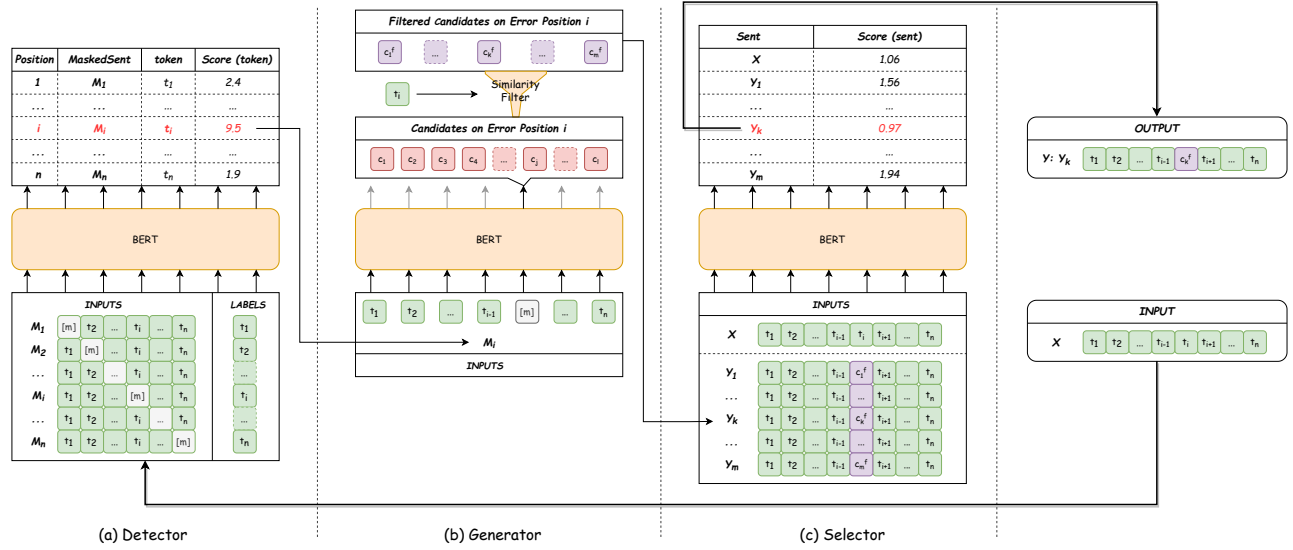 Position MaskedSent token Score (token)
1 M1 t1 2.4
... ... ... ...
i Mi ti 9.5
... ... ... ...
n Mn tn 1.9
BERT
INPUTS LABELS
M1 [m] t2 ... ti ... tn t1
M2 t1 [m] ... ti ... tn t2
... t1 t2 ... ti ... tn ...
Mi t1 t2 ... [m] ... tn ti
... t1 t2 ... ti ... tn ...
Mn t1 t2 ... ti ... [m] tn
(a) Detector
Filtered Candidates on Error Position i
c1f ... ckf ... cmf
ti Similarity
Filter
Candidates on Error Position i
c1 c2 c3 c4 ... cj ... cl
BERT
t1 t2 ... ti-1 [m] ... tn
Mi
INPUTS
(b) Generator
Sent Score (sent)
X 1.06
Y1 1.56
... ...
Yk 0.97
... ...
Ym 1.94
BERT
INPUTS
X t1 t2 ... ti-1 ti ti+1 ... tn
Y1 t1 t2 ... ti-1 c1f ti+1 ... tn
... t1 t2 ... ti-1 ... ti+1 ... tn
Yk t1 t2 ... ti-1 ckf ti+1 ... tn
... t1 t2 ... ti-1 ... ti+1 ... tn
Ym t1 t2 ... ti-1 cmf ti+1 ... tn
(c) Selector
OUTPUT
Y: Yk t1 t2 ... ti-1 ckf ti+1 ... tn
INPUT
X t1 t2 ... ti-1 ti ti+1 ... tn